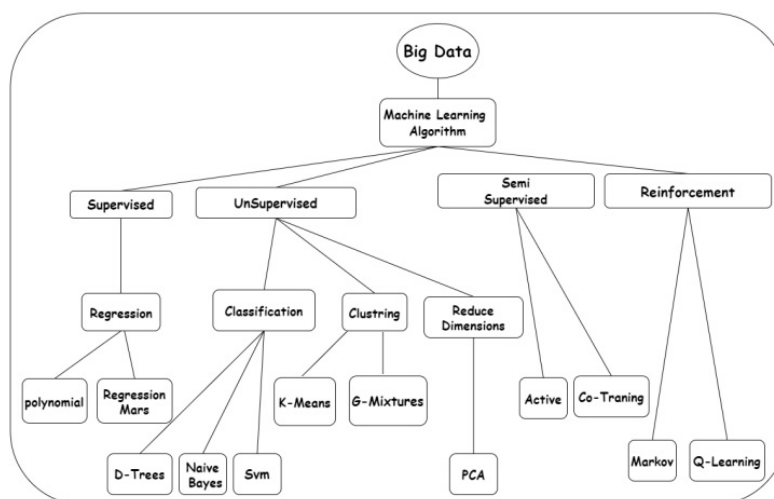 Big Data
Machine Learning
Algorithm
Supervised
UnSupervised
Semi
Supervised
Reinforcement
Regression
Classification
Clustring
Reduce
Dimensions
polynomial
Regression
Mars
K-Means
G-Mixtures
Active
Co-Traning
D-Trees
Naive
Bayes
Svm
PCA
Markov
Q-Learning